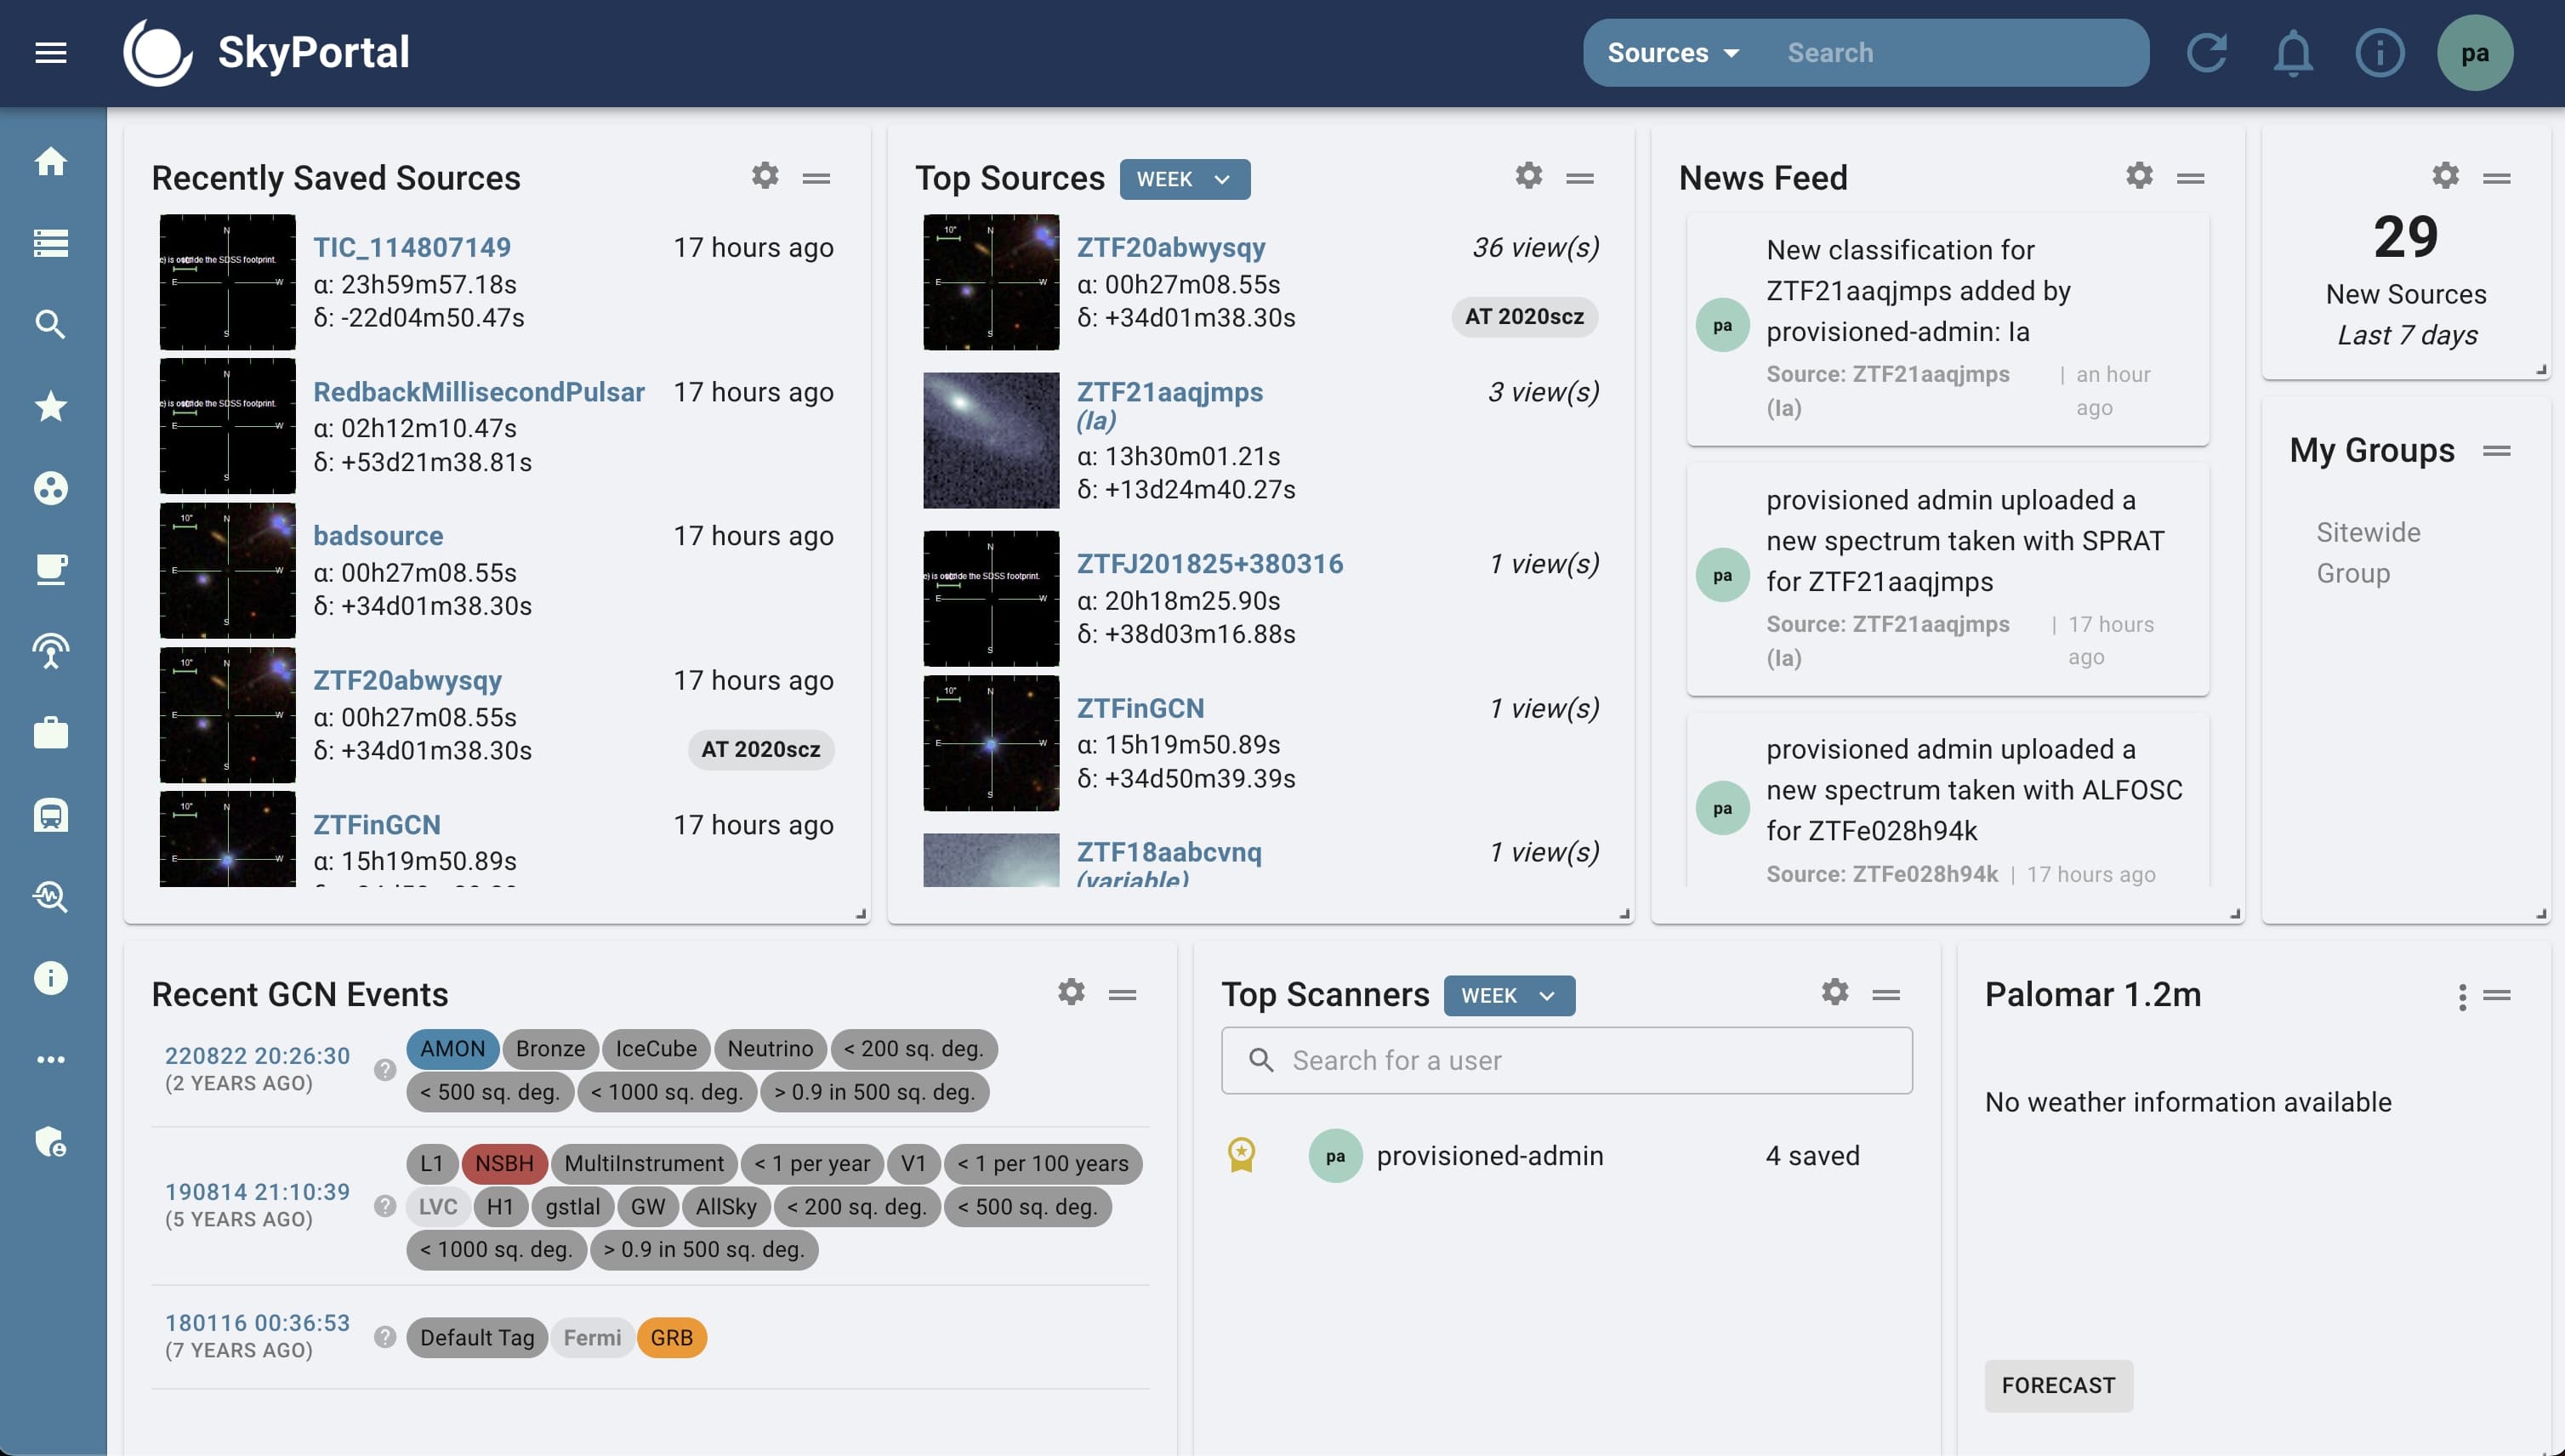 SkyPortal
Sources
Search
pa
Recently Saved Sources
TIC_114807149
17 hours ago
α: 23h59m57.18s
δ: -22d04m50.47s
RedbackMillisecondPulsar
17 hours ago
α: 02h12m10.47s
δ: +53d21m38.81s
badsource
17 hours ago
α: 00h27m08.55s
δ: +34d01m38.30s
ZTF20abwysqy
17 hours ago
α: 00h27m08.55s
δ: +34d01m38.30s
AT 2020scz
ZTFinGCN
17 hours ago
α: 15h19m50.89s
Top Sources
WEEK
ZTF20abwysqy
36 view(s)
α: 00h27m08.55s
δ: +34d01m38.30s
AT 2020scz
ZTF21aaqjmps
3 view(s)
(Ia)
α: 13h30m01.21s
δ: +13d24m40.27s
ZTFJ201825+380316
1 view(s)
α: 20h18m25.90s
δ: +38d03m16.88s
ZTFinGCN
1 view(s)
α: 15h19m50.89s
δ: +34d50m39.39s
ZTF18aabcvnq
1 view(s)
(variable)
News Feed
New classification for
ZTF21aaqjmps added by
pa
provisioned-admin: Ia
Source: ZTF21aaqjmps | an hour
(Ia) ago
provisioned admin uploaded a
new spectrum taken with SPRAT
pa
for ZTF21aaqjmps
Source: ZTF21aaqjmps | 17 hours
(Ia) ago
provisioned admin uploaded a
new spectrum taken with ALFOSC
pa
for ZTFe028h94k
Source: ZTFe028h94k | 17 hours ago
29
New Sources
Last 7 days
My Groups
Sitewide
Group
Recent GCN Events
220822 20:26:30
(2 YEARS AGO)
AMON Bronze IceCube Neutrino < 200 sq. deg.
< 500 sq. deg. < 1000 sq. deg. > 0.9 in 500 sq. deg.
190814 21:10:39
(5 YEARS AGO)
L1 NSBH MultiInstrument < 1 per year V1 < 1 per 100 years
LVC H1 gstlal GW AllSky < 200 sq. deg. < 500 sq. deg.
< 1000 sq. deg. > 0.9 in 500 sq. deg.
180116 00:36:53
(7 YEARS AGO)
Default Tag Fermi GRB
Top Scanners
WEEK
Search for a user
pa
provisioned-admin
4 saved
Palomar 1.2m
No weather information available
FORECAST